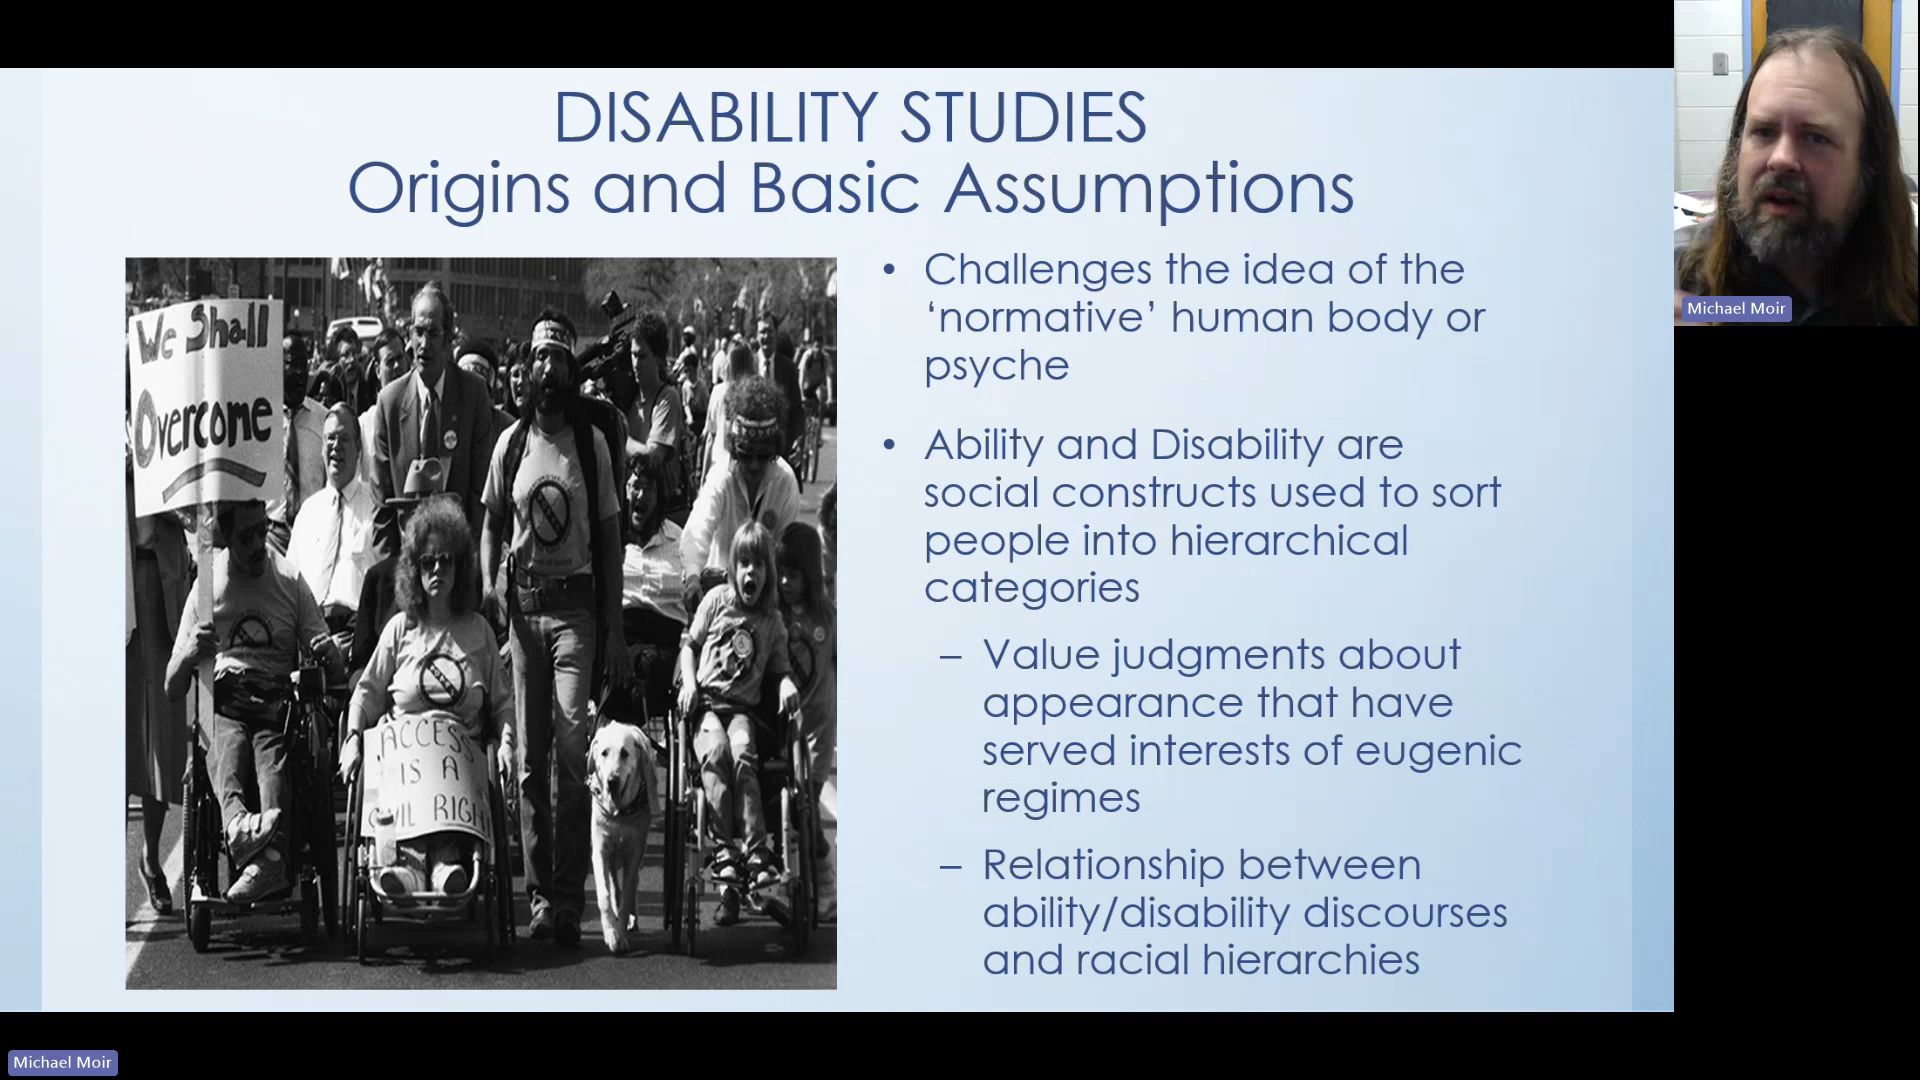 DISABILITY STUDIES
Origins and Basic Assumptions
We Shall
Overcome
ACCESS
IS A
CIVIL RIGH
• Challenges the idea of the
‘normative’ human body or
psyche
• Ability and Disability are
social constructs used to sort
people into hierarchical
categories
– Value judgments about
appearance that have
served interests of eugenic
regimes
– Relationship between
ability/disability discourses
and racial hierarchies
Michael Moir
Michael Moir